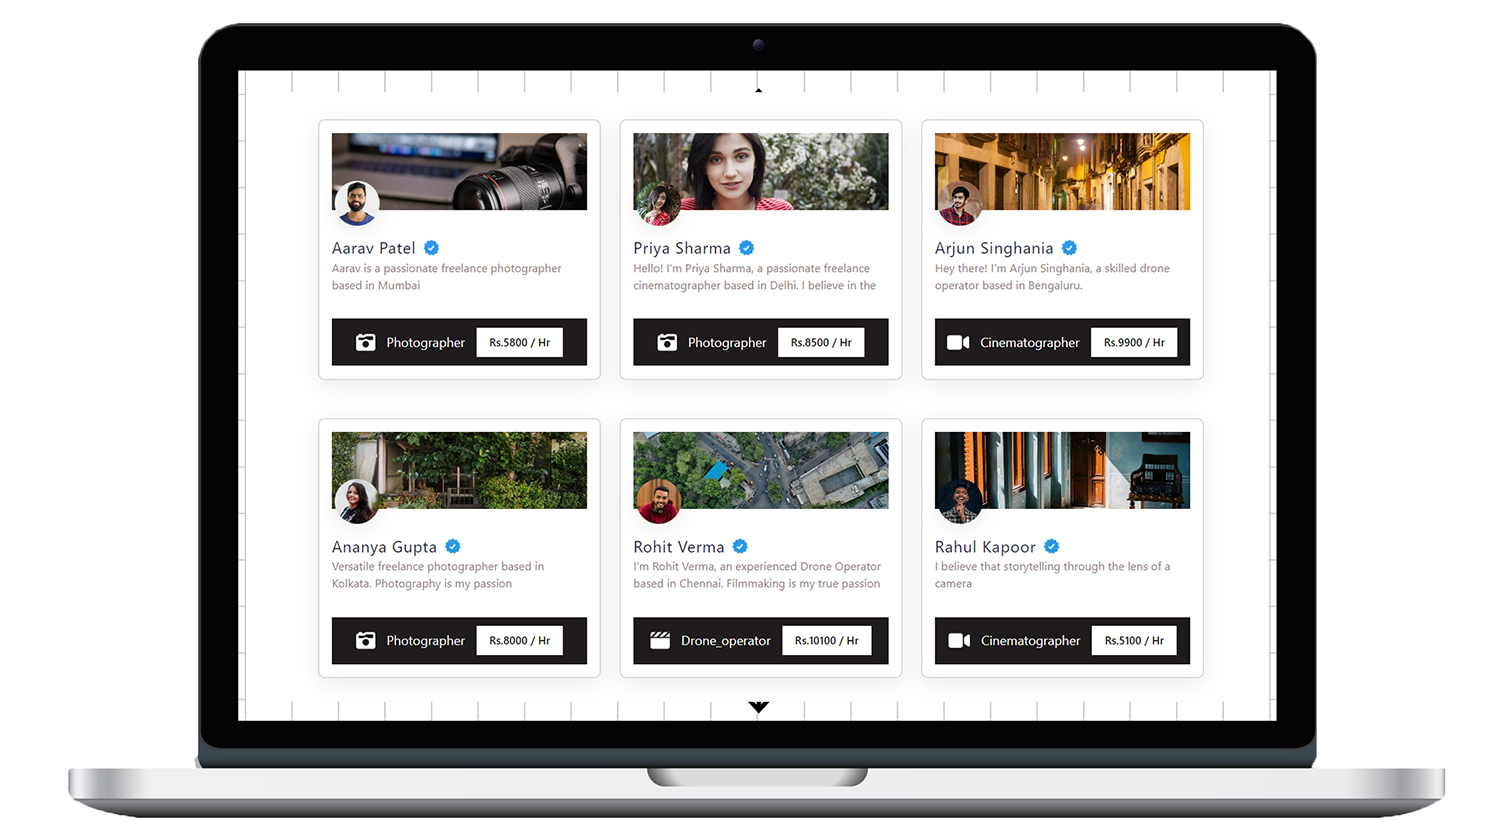 Aarav Patel
Aarav is a passionate freelance photographer
based in Mumbai
Photographer
Rs.5800 / Hr
Priya Sharma
Hello! I'm Priya Sharma, a passionate freelance
cinematographer based in Delhi. I believe in the
Photographer
Rs.8500 / Hr
Arjun Singhania
Hey there! I'm Arjun Singhania, a skilled drone
operator based in Bengaluru.
Cinematographer
Rs.9900 / Hr
Ananya Gupta
Versatile freelance photographer based in
Kolkata. Photography is my passion
Photographer
Rs.8000 / Hr
Rohit Verma
I'm Rohit Verma, an experienced Drone Operator
based in Chennai. Filmmaking is my true passion
Drone_operator
Rs.10100 / Hr
Rahul Kapoor
I believe that storytelling through the lens of a
camera
Cinematographer
Rs.5100 / Hr